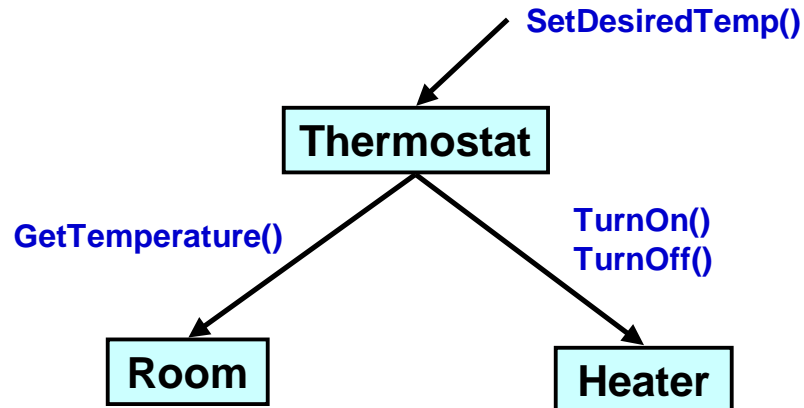 SetDesiredTemp()
Thermostat
GetTemperature()
TurnOn()
TurnOff()
Room
Heater